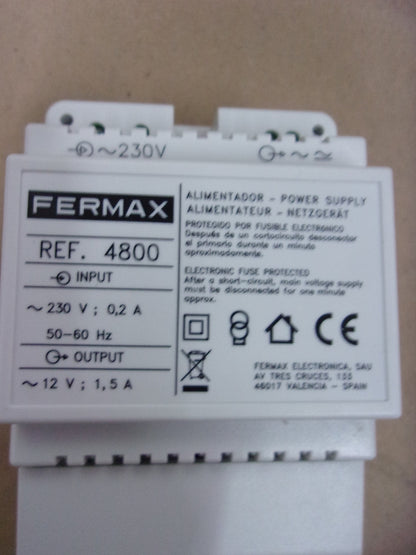 ~230V
~
FERMAX
REF. 4800
INPUT
~ 230 V ; 0,2 A
50-60 Hz
OUTPUT
~ 12 V ; 1,5 A
ALIMENTADOR - POWER SUPPLY
ALIMENTATEUR - NETZGERÄT
PROTEGIDO POR FUSIBLE ELECTRONICO
Después de un cortocircuito desconectar
el primario durante un minuto
aproximadamente.
ELECTRONIC FUSE PROTECTED
After a short-circuit, main voltage supply
must be disconnected for one minute
approx.
CE
FERMAX ELECTRONICA, SAU
AV TRES CRUCES, 133
46017 VALENCIA - SPAIN